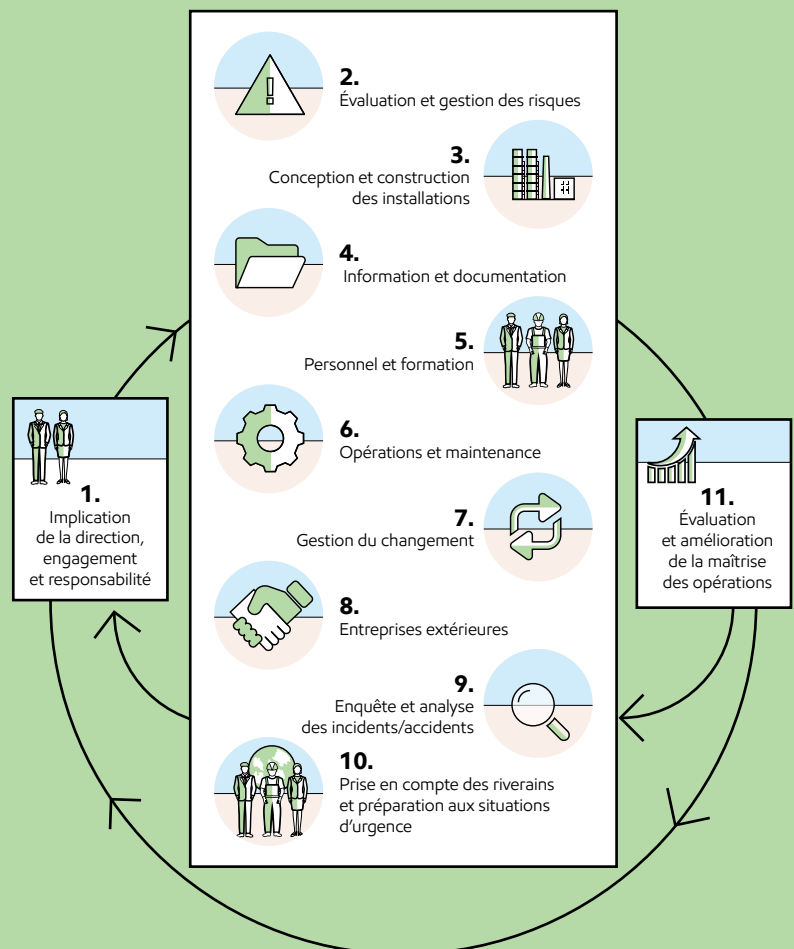 1.
Implication
de la direction,
engagement
et responsabilité
2.
Évaluation et gestion des risques
3.
Conception et construction
des installations
4.
Information et documentation
5.
Personnel et formation
6.
Opérations et maintenance
7.
Gestion du changement
8.
Entreprises extérieures
9.
Enquête et analyse
des incidents/accidents
10.
Prise en compte des riverains
et préparation aux situations
d'urgence
11.
Évaluation
et amélioration
de la maîtrise
des opérations